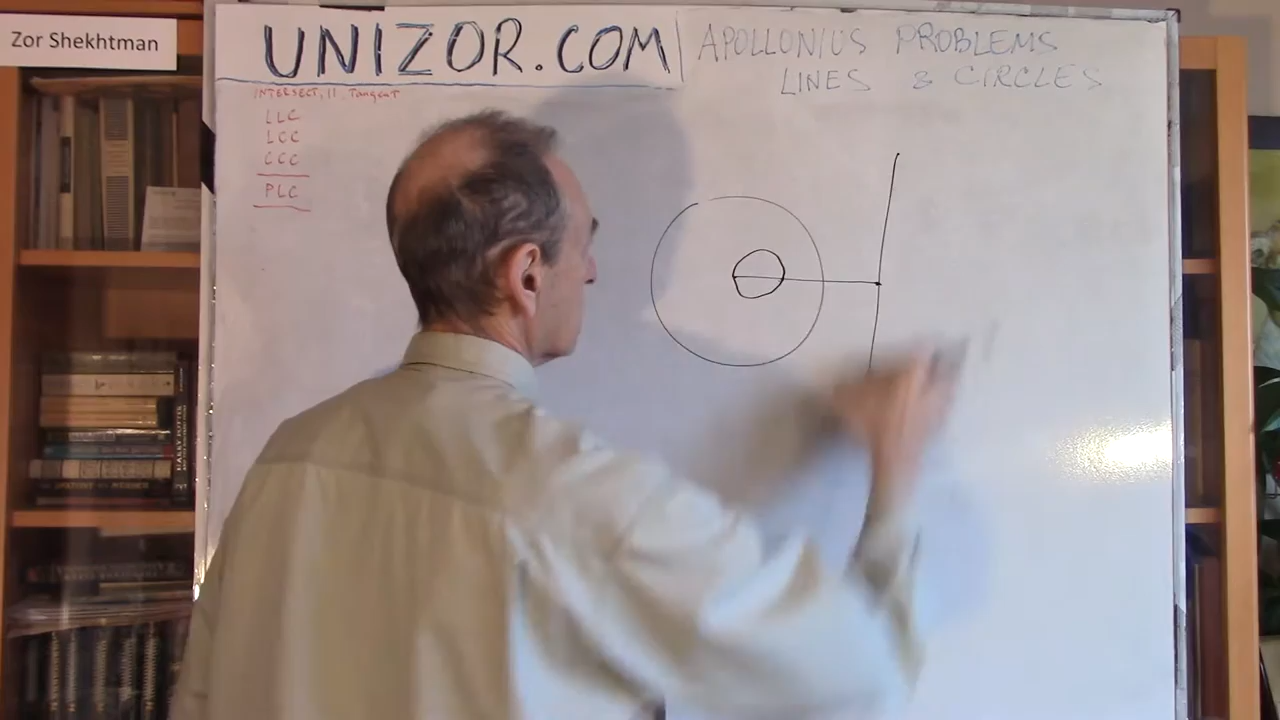 Zor Shekhtman
UNIZOR.COM
APOLLONIUS PROBLEMS
LINES & CIRCLES
INTERSECT, ||, Tangent
LLC
LCC
CCC
PLC